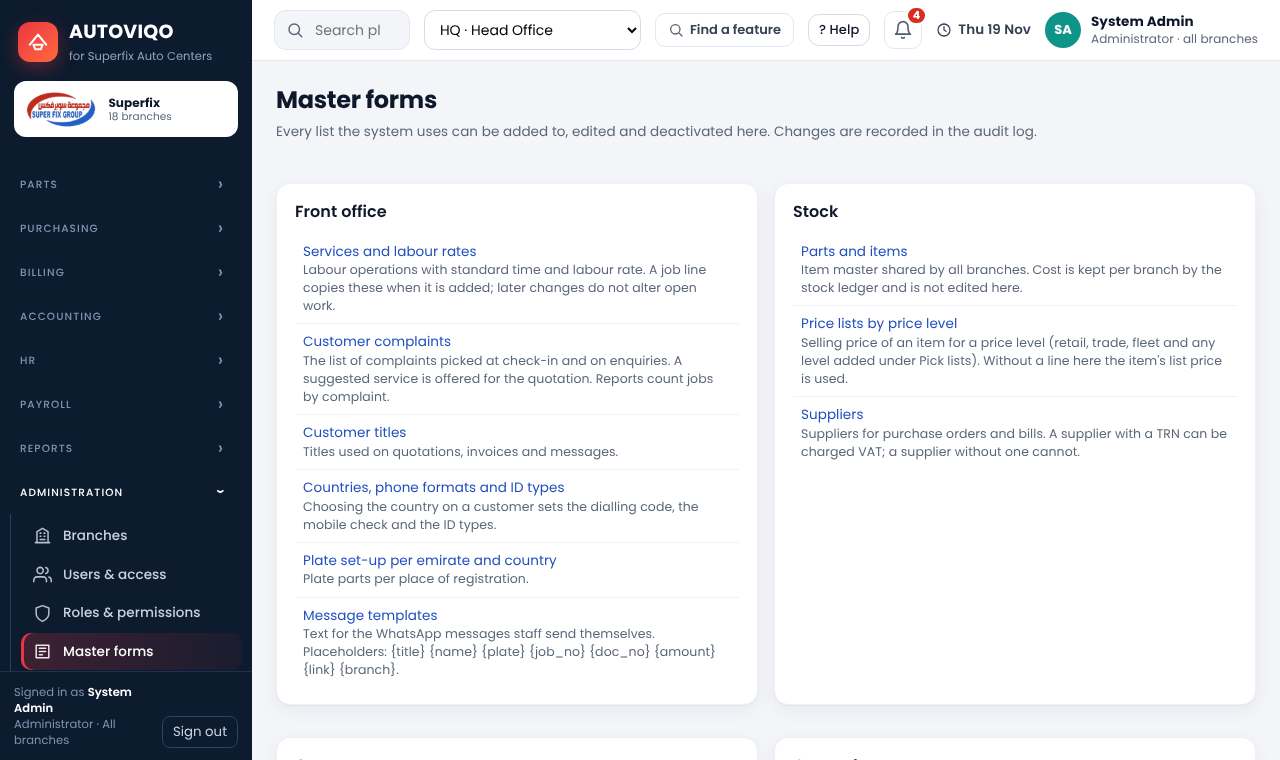 AUTOVIQO
for Superfix Auto Centers
مجموعة سوبر فكس
SUPER FIX GROUP
Superfix
18 branches
PARTS
PURCHASING
BILLING
ACCOUNTING
HR
PAYROLL
REPORTS
ADMINISTRATION
Branches
Users & access
Roles & permissions
Master forms
Signed in as System
Admin
Administrator · All
branches
Sign out
Search pl
HQ · Head Office
Find a feature
? Help
4
Thu 19 Nov
SA
System Admin
Administrator · all branches
Master forms
Every list the system uses can be added to, edited and deactivated here. Changes are recorded in the audit log.
Front office
Services and labour rates
Labour operations with standard time and labour rate. A job line
copies these when it is added; later changes do not alter open
work.
Customer complaints
The list of complaints picked at check-in and on enquiries. A
suggested service is offered for the quotation. Reports count jobs
by complaint.
Customer titles
Titles used on quotations, invoices and messages.
Countries, phone formats and ID types
Choosing the country on a customer sets the dialling code, the
mobile check and the ID types.
Plate set-up per emirate and country
Plate parts per place of registration.
Message templates
Text for the WhatsApp messages staff send themselves.
Placeholders: {title} {name} {plate} {job_no} {doc_no} {amount}
{link} {branch}.
Stock
Parts and items
Item master shared by all branches. Cost is kept per branch by the
stock ledger and is not edited here.
Price lists by price level
Selling price of an item for a price level (retail, trade, fleet and any
level added under Pick lists). Without a line here the item's list price
is used.
Suppliers
Suppliers for purchase orders and bills. A supplier with a TRN can be
charged VAT; a supplier without one cannot.